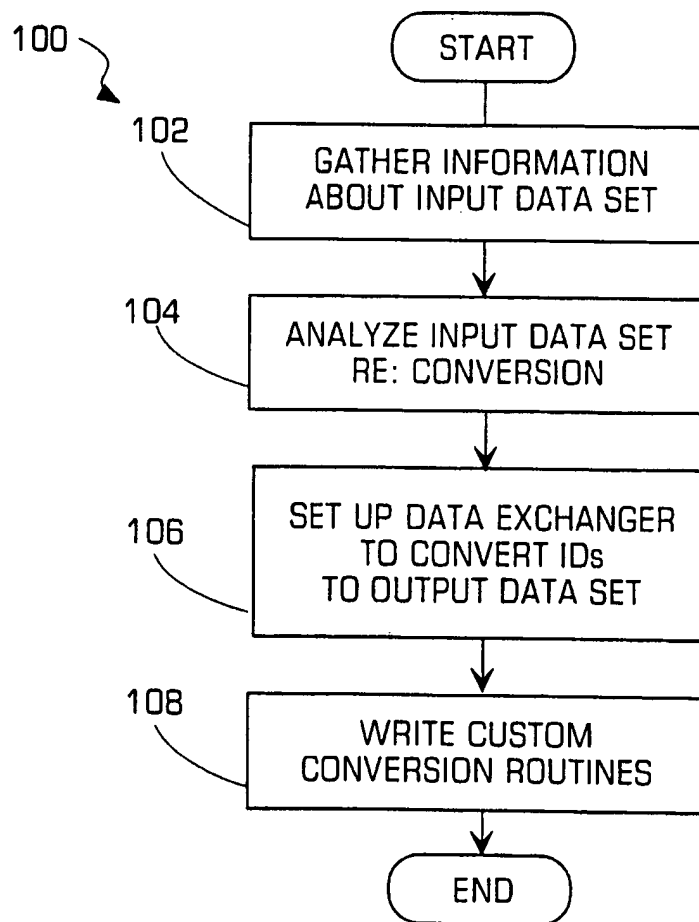 100
START
102
GATHER INFORMATION
ABOUT INPUT DATA SET
104
ANALYZE INPUT DATA SET
RE: CONVERSION
106
SET UP DATA EXCHANGER
TO CONVERT IDs
TO OUTPUT DATA SET
108
WRITE CUSTOM
CONVERSION ROUTINES
END